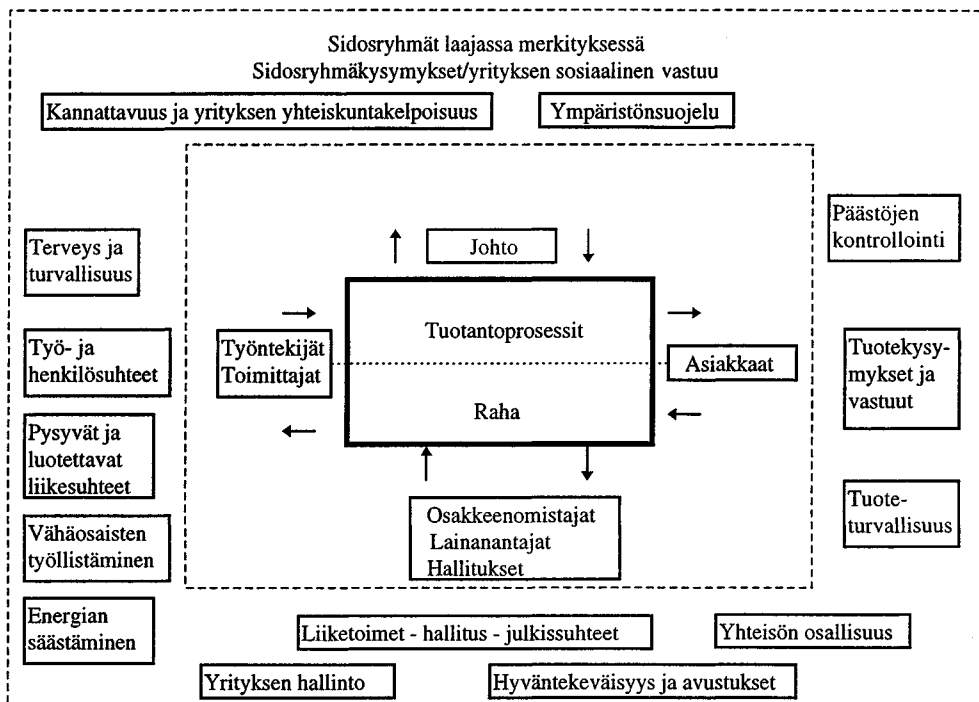 Sidosryhmät laajassa merkityksessä
Sidosryhmäkysymykset/yrityksen sosiaalinen vastuu
Kannattavuus ja yrityksen yhteiskuntakelpoisuus
Ympäristönsuojelu
Terveys ja
turvallisuus
Työ- ja
henkilösuhteet
Pysyvät ja
luotettavat
liikesuhteet
Vähäosaisten
työllistäminen
Energian
säästäminen
Johto
Työntekijät
Toimittajat
Tuotantoprosessit
Raha
Asiakkaat
Osakkeenomistajat
Lainanantajat
Hallitukset
Päästöjen
kontrollointi
Tuotekysy-
mykset ja
vastuut
Tuote-
turvallisuus
Liiketoimet - hallitus - julkissuhteet
Yhteisön osallisuus
Yrityksen hallinto
Hyväntekeväisyys ja avustukset